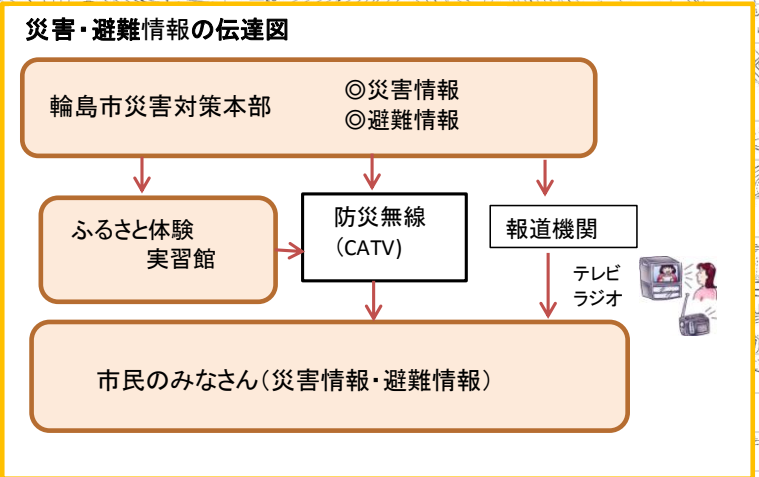 災害・避難情報の伝達図
輪島市災害対策本部
◎災害情報
◎避難情報
ふるさと体験
実習館
防災無線
(CATV)
報道機関
テレビ
ラジオ
市民のみなさん(災害情報・避難情報)